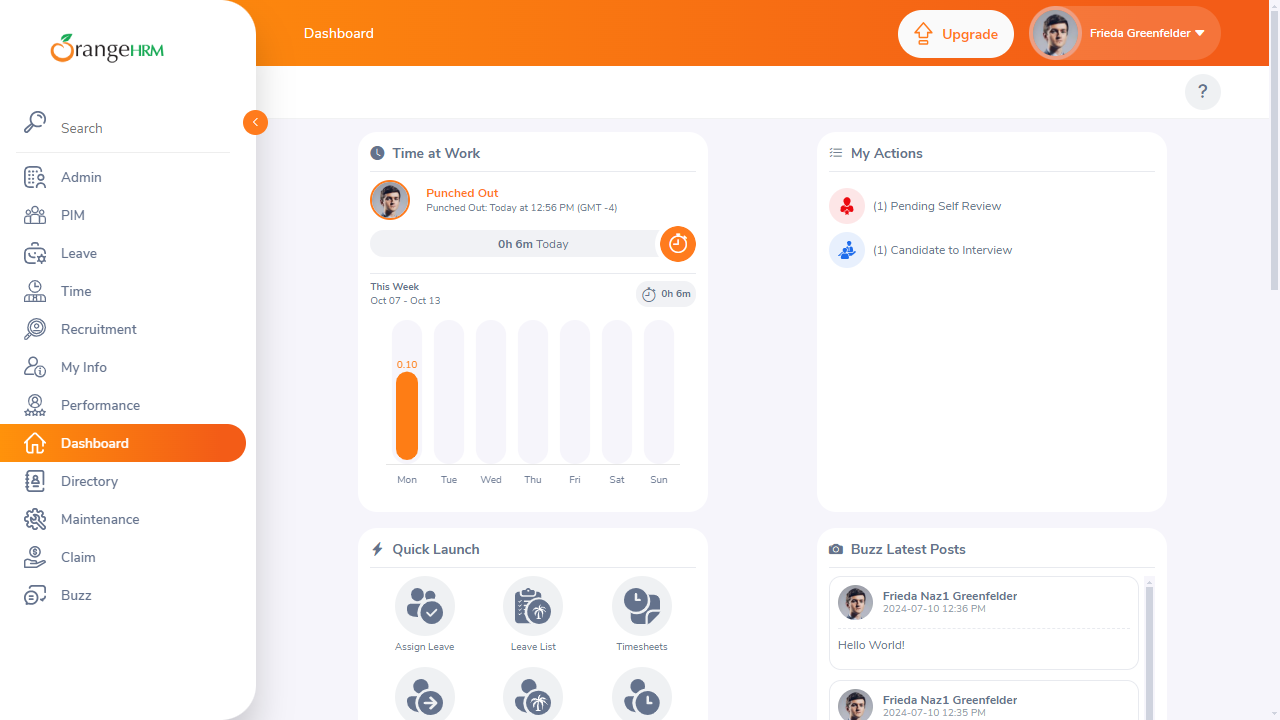 OrangeHRM
Dashboard
Upgrade
Frieda Greenfelder
?
Search
Admin
PIM
Leave
Time
Recruitment
My Info
Performance
Dashboard
Directory
Maintenance
Claim
Buzz
Time at Work
Punched Out
Punched Out: Today at 12:56 PM (GMT -4)
0h 6m Today
This Week
Oct 07 - Oct 13
0h 6m
0.10
Mon Tue Wed Thu Fri Sat Sun
My Actions
(1) Pending Self Review
(1) Candidate to Interview
Quick Launch
Assign Leave Leave List Timesheets
Buzz Latest Posts
Frieda Naz1 Greenfelder
2024-07-10 12:36 PM
Hello World!
Frieda Naz1 Greenfelder
2024-07-10 12:35 PM